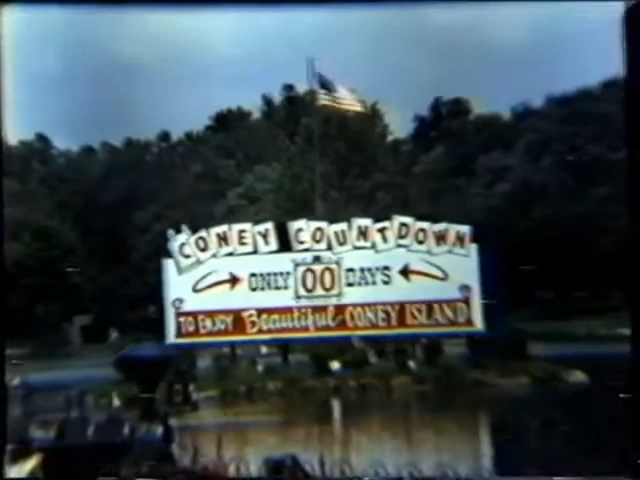 CONEY COUNTDOWN
ONLY 00 DAYS
TO ENJOY Beautiful CONEY ISLAND